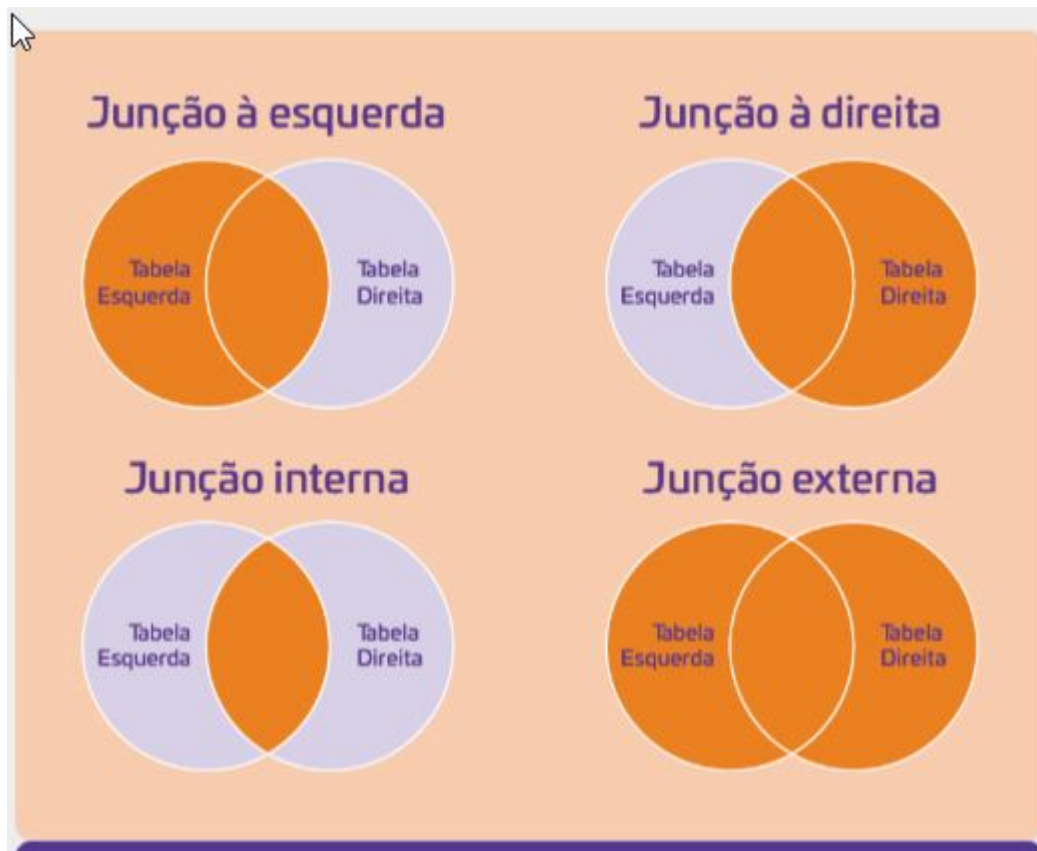 Junção à esquerda
Tabela
Esquerda
Tabela
Direita
Junção à direita
Tabela
Esquerda
Tabela
Direita
Junção interna
Tabela
Esquerda
Tabela
Direita
Junção externa
Tabela
Esquerda
Tabela
Direita